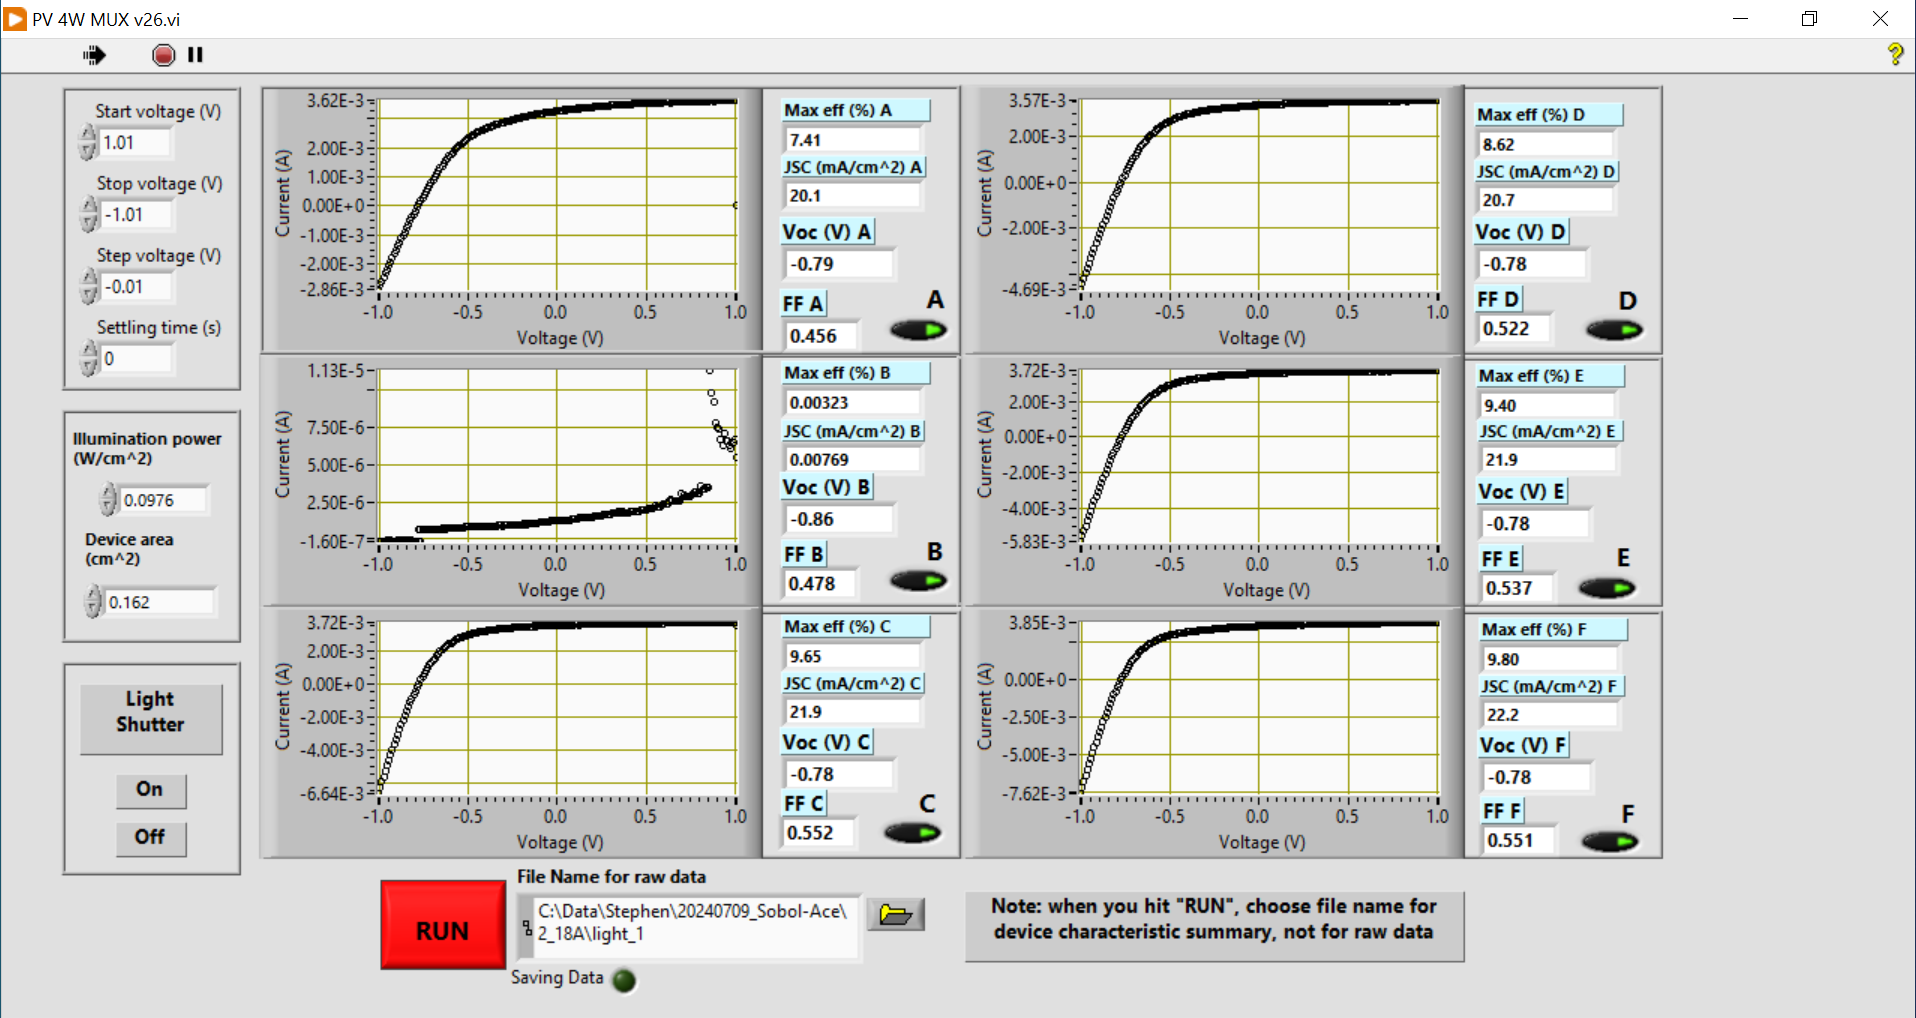 PV 4W MUX v26.vi
Start voltage (V)
1.01
Stop voltage (V)
-1.01
Step voltage (V)
-0.01
Settling time (s)
0
Illumination power
(W/cm^2)
0.0976
Device area
(cm^2)
0.162
Light
Shutter
On
Off
Current (A)
3.62E-3
2.00E-3
1.00E-3
0.00E+0
-1.00E-3
-2.00E-3
-2.86E-3
-1.0 -0.5 0.0 0.5 1.0
Voltage (V)
Max eff (%) A
7.41
JSC (mA/cm^2) A
20.1
Voc (V) A
-0.79
FF A
0.456
A
Current (A)
3.57E-3
2.00E-3
0.00E+0
-2.00E-3
-4.69E-3
-1.0 -0.5 0.0 0.5 1.0
Voltage (V)
Max eff (%) D
8.62
JSC (mA/cm^2) D
20.7
Voc (V) D
-0.78
FF D
0.522
D
Current (A)
1.13E-5
7.50E-6
5.00E-6
2.50E-6
-1.60E-7
-1.0 -0.5 0.0 0.5 1.0
Voltage (V)
Max eff (%) B
0.00323
JSC (mA/cm^2) B
0.00769
Voc (V) B
-0.86
FF B
0.478
B
Current (A)
3.72E-3
2.00E-3
0.00E+0
-2.00E-3
-4.00E-3
-5.83E-3
-1.0 -0.5 0.0 0.5 1.0
Voltage (V)
Max eff (%) E
9.40
JSC (mA/cm^2) E
21.9
Voc (V) E
-0.78
FF E
0.537
E
Current (A)
3.72E-3
2.00E-3
0.00E+0
-2.00E-3
-4.00E-3
-6.64E-3
-1.0 -0.5 0.0 0.5 1.0
Voltage (V)
Max eff (%) C
9.65
JSC (mA/cm^2) C
21.9
Voc (V) C
-0.78
FF C
0.552
C
Current (A)
3.85E-3
0.00E+0
-2.50E-3
-5.00E-3
-7.62E-3
-1.0 -0.5 0.0 0.5 1.0
Voltage (V)
Max eff (%) F
9.80
JSC (mA/cm^2) F
22.2
Voc (V) F
-0.78
FF F
0.551
F
RUN
File Name for raw data
C:\Data\Stephen\20240709_Sobol-Ace\
2_18A\light_1
Saving Data
Note: when you hit "RUN", choose file name for
device characteristic summary, not for raw data